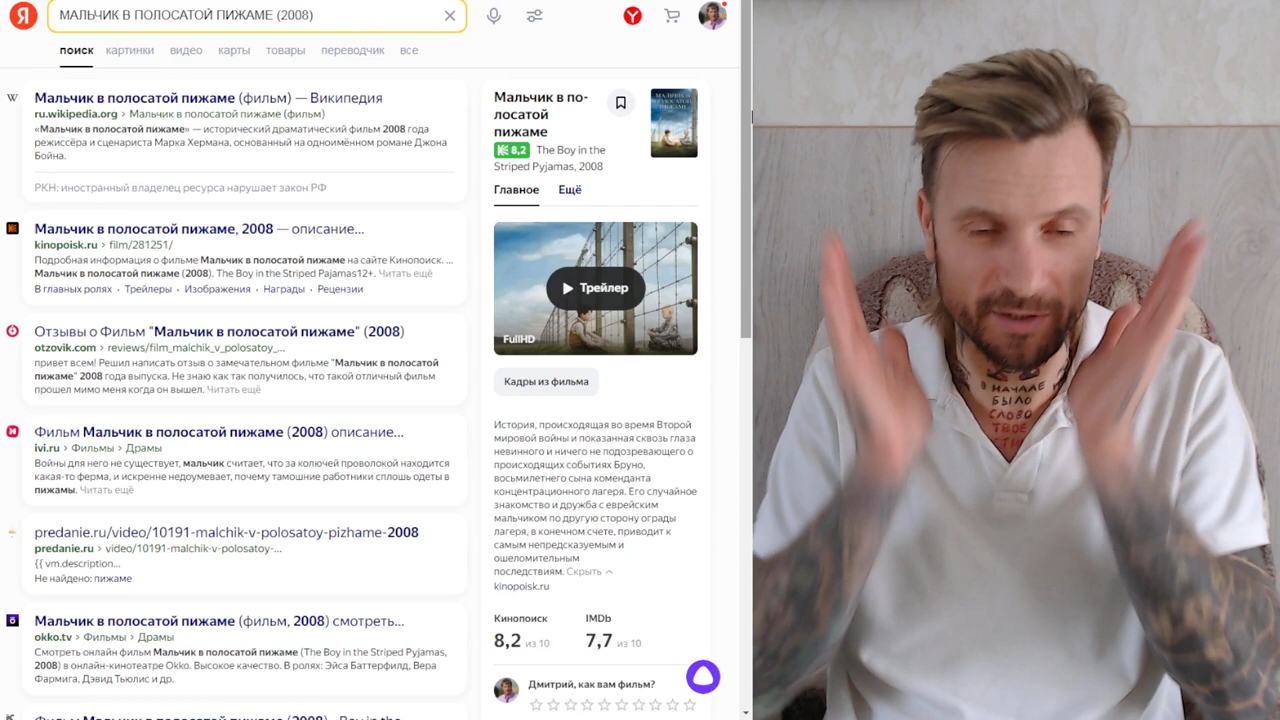 Я
МАЛЬЧИК В ПОЛОСАТОЙ ПИЖАМЕ (2008)
поиск картинки видео карты товары переводчик все
W
Мальчик в полосатой пижаме (фильм) — Википедия
ru.wikipedia.org › Мальчик в полосатой пижаме (фильм)
«Мальчик в полосатой пижаме» — исторический драматический фильм 2008 года
режиссёра и сценариста Марка Хермана, основанный на одноимённом романе Джона
Бойна.
РКН: иностранный владелец ресурса нарушает закон РФ
Мальчик в полосатой пижаме, 2008 — описание...
kinopoisk.ru › film/281251/
Подробная информация о фильме Мальчик в полосатой пижаме на сайте Кинопоиск. ...
Мальчик в полосатой пижаме (2008). The Boy in the Striped Pajamas12+. Читать ещё
В главных ролях · Трейлеры · Изображения · Награды · Рецензии
Отзывы о Фильм "Мальчик в полосатой пижаме" (2008)
otzovik.com › reviews/film_malchik_v_polosatoy_...
привет всем! Решил написать отзыв о замечательном фильме "Мальчик в полосатой
пижаме" 2008 года выпуска. Не знаю как так получилось, что такой отличный фильм
прошел мимо меня когда он вышел. Читать ещё
Фильм Мальчик в полосатой пижаме (2008) описание...
ivi.ru › Фильмы › Драмы
Войны для него не существует, мальчик считает, что за колючей проволокой находится
какая-то ферма, и искренне недоумевает, почему тамошние работники сплошь одеты в
пижамы. Читать ещё
predanie.ru/video/10191-malchik-v-polosatoy-pizhame-2008
predanie.ru › video/10191-malchik-v-polosatoy-...
{{ vm.description...
Не найдено: пижаме
Мальчик в полосатой пижаме (фильм, 2008) смотреть...
okko.tv › Фильмы › Драмы
Смотреть онлайн фильм Мальчик в полосатой пижаме (The Boy in the Striped Pyjamas,
2008) в онлайн-кинотеатре Okko. Высокое качество. В ролях: Эйса Баттерфилд, Вера
Фармига, Дэвид Тьюлис и др.
Фильм Мальчик в полосатой пижаме (2008) - Boy in the...
Мальчик в по-
лосатой
пижаме
8,2 The Boy in the
Striped Pyjamas, 2008
Главное Ещё
Трейлер
FullHD
Кадры из фильма
История, происходящая во время Второй
мировой войны и показанная сквозь глаза
невинного и ничего не подозревающего о
происходящих событиях Бруно,
восьмилетнего сына коменданта
концентрационного лагеря. Его случайное
знакомство и дружба с еврейским
мальчиком по другую сторону ограды
лагеря, в конечном счете, приводит к
самым непредсказуемым и
ошеломительным
последствиям. Скрыть
kinopoisk.ru
Кинопоиск IMDb
8,2 из 10 7,7 из 10
Дмитрий, как вам фильм?
В НАЧАЛЕ
БЫЛО
СЛОВО
ТВОЕ